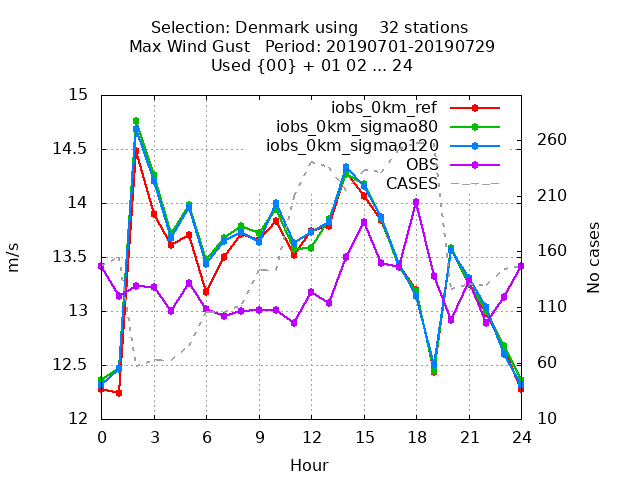 Selection: Denmark using    32 stations
Max Wind Gust   Period: 20190701-20190729
Used {00} + 01 02 ... 24
15
14.5
14
13.5
13
12.5
12
m/s
iobs_0km_ref
iobs_0km_sigmao80
iobs_0km_sigmao120
OBS
CASES
260
210
160
110
60
10
No cases
0 3 6 9 12 15 18 21 24
Hour